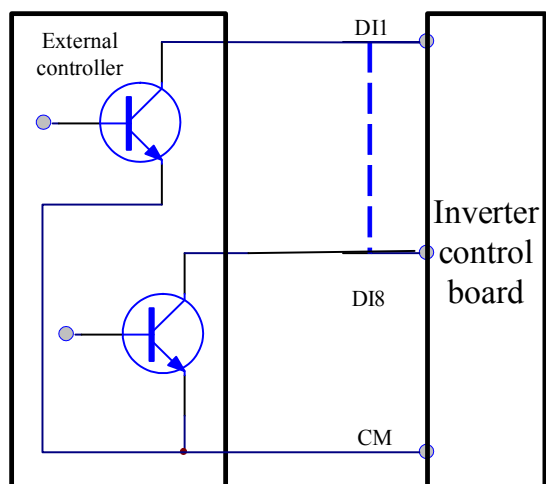 External
controller
DI1
Inverter
control
board
DI8
CM